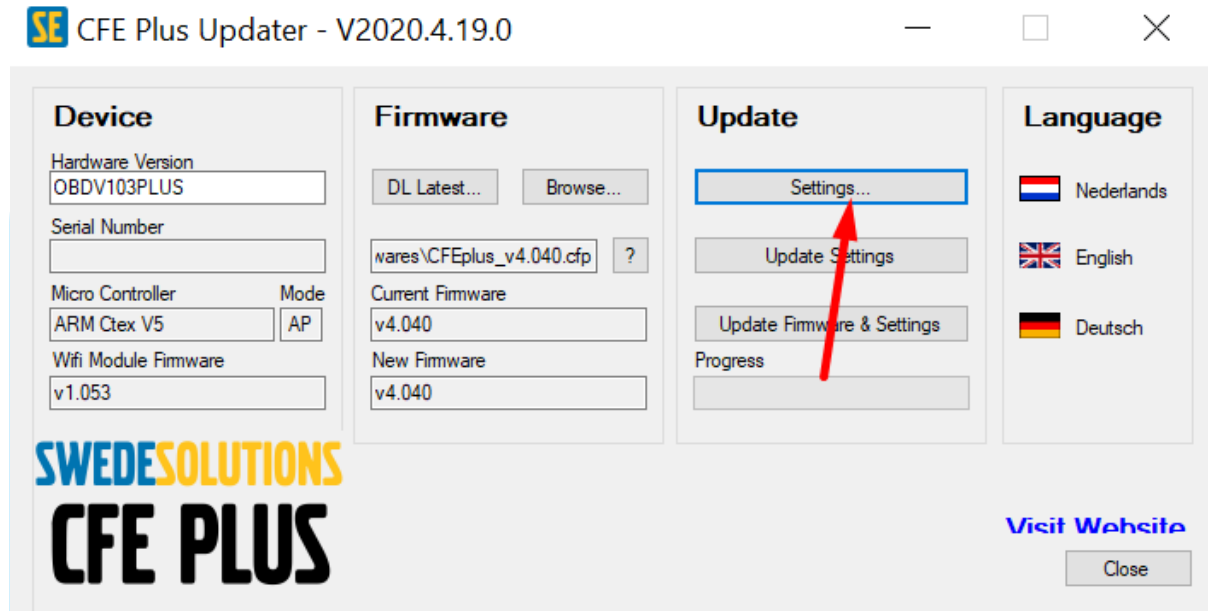 SE CFE Plus Updater - V2020.4.19.0
Device
Hardware Version
OBDV103PLUS
Serial Number
Micro Controller Mode
ARM Ctex V5 AP
Wifi Module Firmware
v1.053
Firmware
DL Latest... Browse...
wares\CFEplus_v4.040.cfp ?
Current Firmware
v4.040
New Firmware
v4.040
Update
Settings...
Update Settings
Update Firmware & Settings
Progress
Language
Nederlands
English
Deutsch
SWEDESOLUTIONS
CFE PLUS
Visit Website
Close